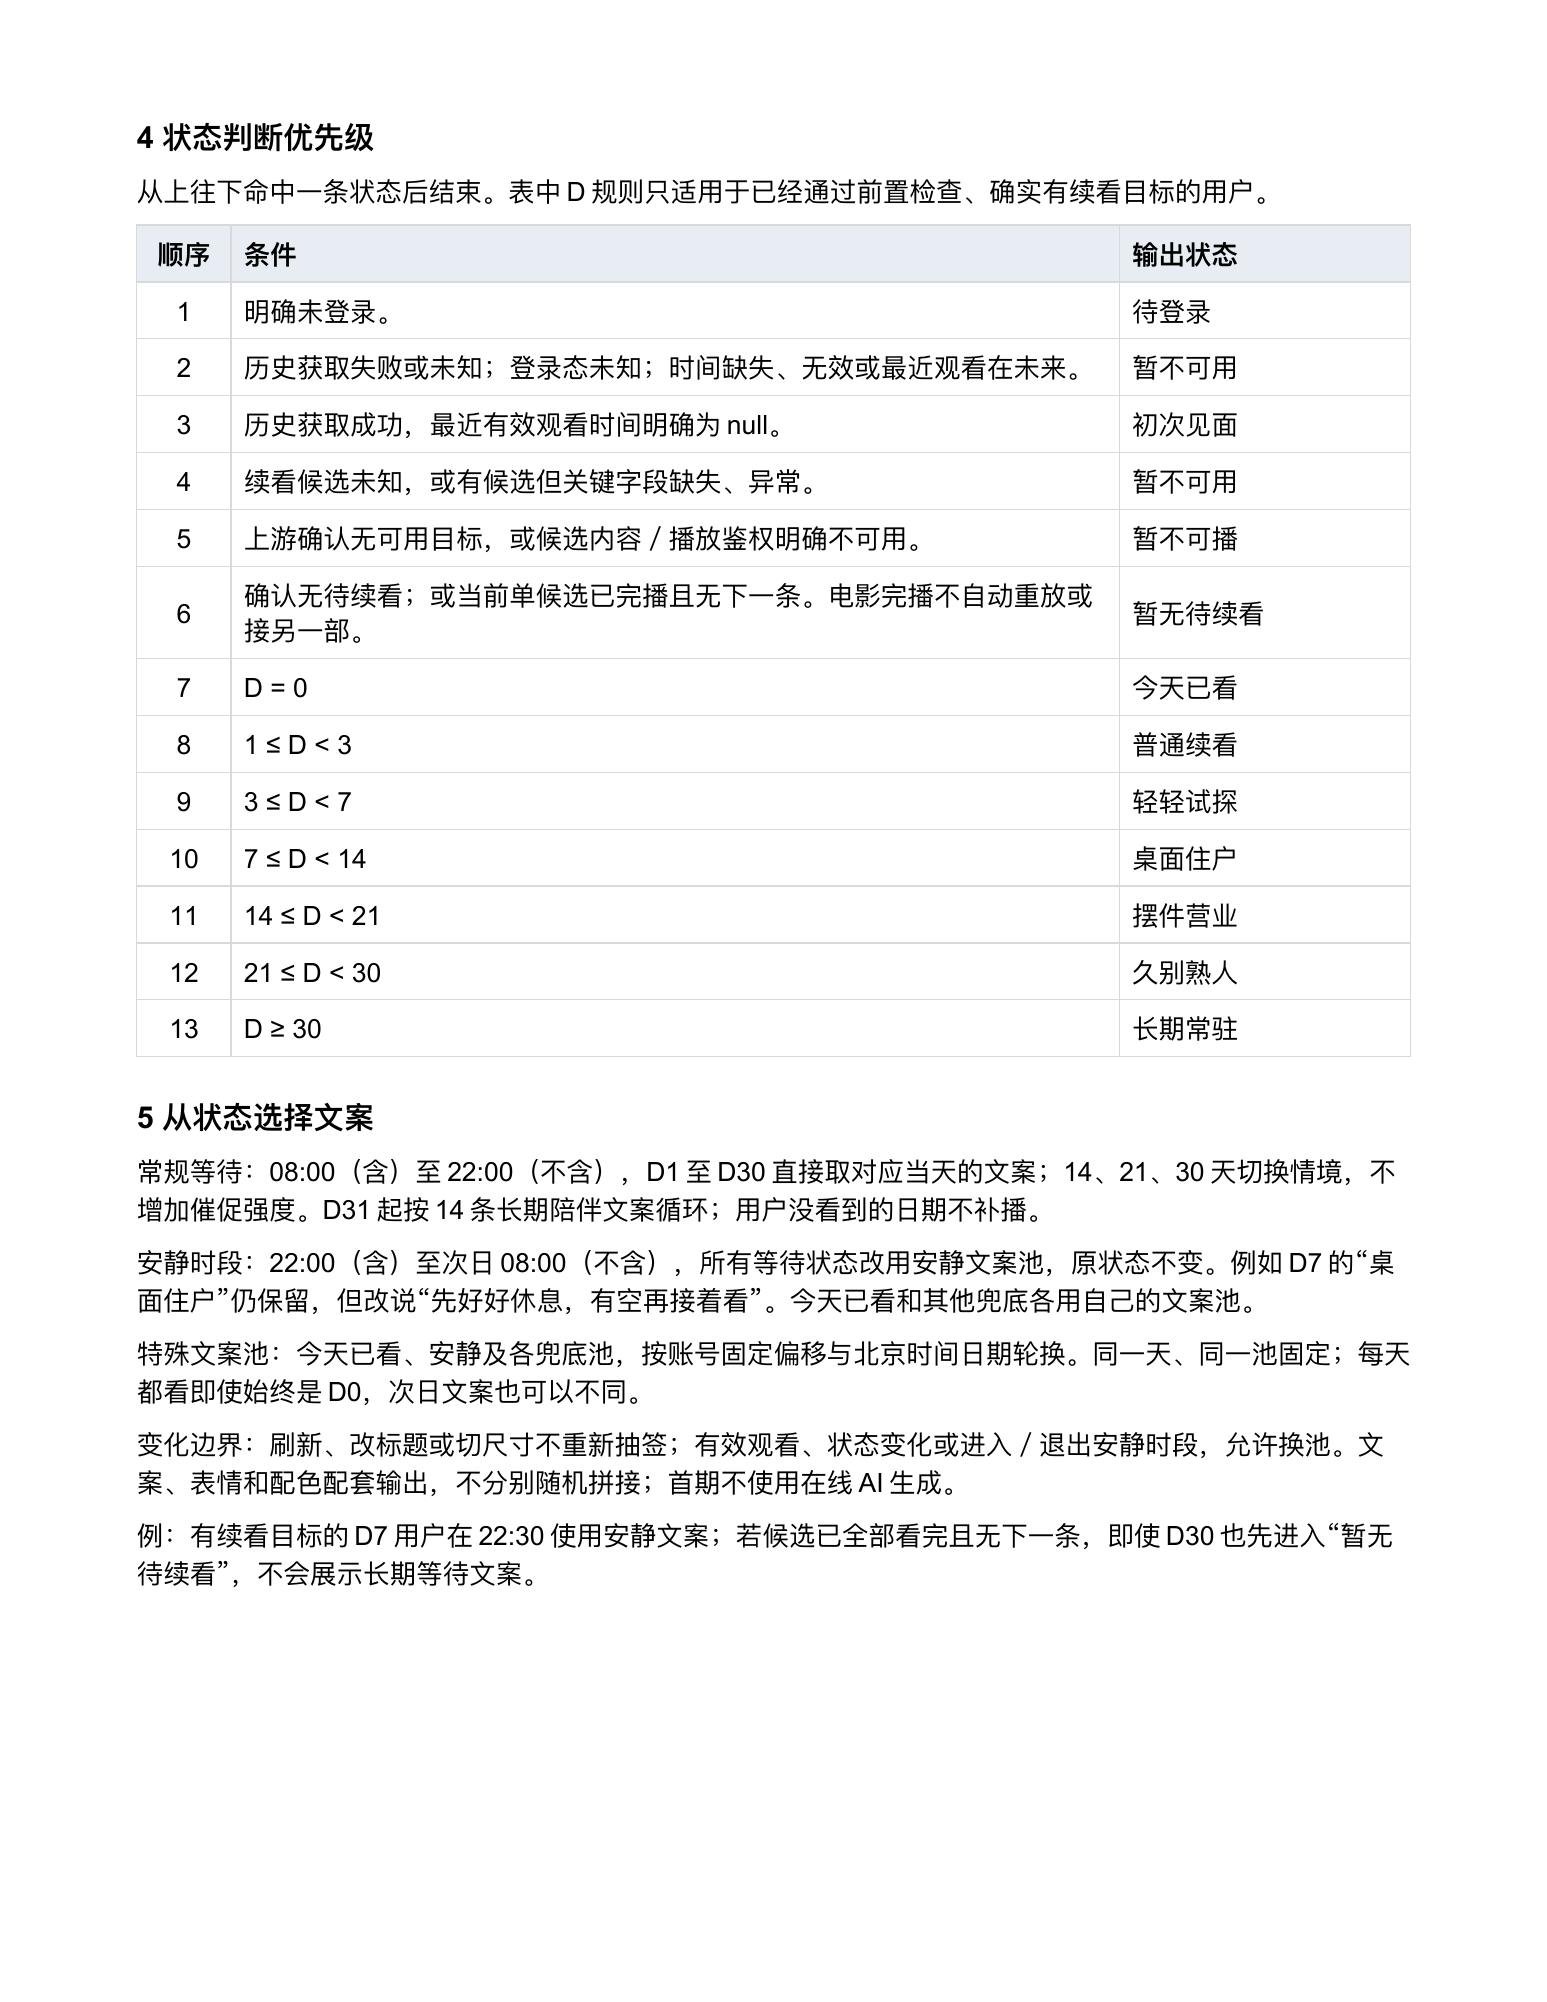 4 状态判断优先级
从上往下命中一条状态后结束。表中 D 规则只适用于已经通过前置检查、确实有续看目标的用户。
顺序 条件 输出状态
1 明确未登录。 待登录
2 历史获取失败或未知；登录态未知；时间缺失、无效或最近观看在未来。 暂不可用
3 历史获取成功，最近有效观看时间明确为 null。 初次见面
4 续看候选未知，或有候选但关键字段缺失、异常。 暂不可用
5 上游确认无可用目标，或候选内容 / 播放鉴权明确不可用。 暂不可播
6 确认无待续看；或当前单候选已完播且无下一条。电影完播不自动重放或
接另一部。 暂无待续看
7 D = 0 今天已看
8 1 ≤ D < 3 普通续看
9 3 ≤ D < 7 轻轻试探
10 7 ≤ D < 14 桌面住户
11 14 ≤ D < 21 摆件营业
12 21 ≤ D < 30 久别熟人
13 D ≥ 30 长期常驻
5 从状态选择文案
常规等待：08:00（含）至 22:00（不含），D1 至 D30 直接取对应当天的文案；14、21、30 天切换情境，不
增加催促强度。D31 起按 14 条长期陪伴文案循环；用户没看到的日期不补播。
安静时段：22:00（含）至次日 08:00（不含），所有等待状态改用安静文案池，原状态不变。例如 D7 的“桌
面住户”仍保留，但改说“先好好休息，有空再接着看”。今天已看和其他兜底各用自己的文案池。
特殊文案池：今天已看、安静及各兜底池，按账号固定偏移与北京时间日期轮换。同一天、同一池固定；每天
都看即使始终是 D0，次日文案也可以不同。
变化边界：刷新、改标题或切尺寸不重新抽签；有效观看、状态变化或进入 / 退出安静时段，允许换池。文
案、表情和配色配套输出，不分别随机拼接；首期不使用在线 AI 生成。
例：有续看目标的 D7 用户在 22:30 使用安静文案；若候选已全部看完且无下一条，即使 D30 也先进入“暂无
待续看”，不会展示长期等待文案。